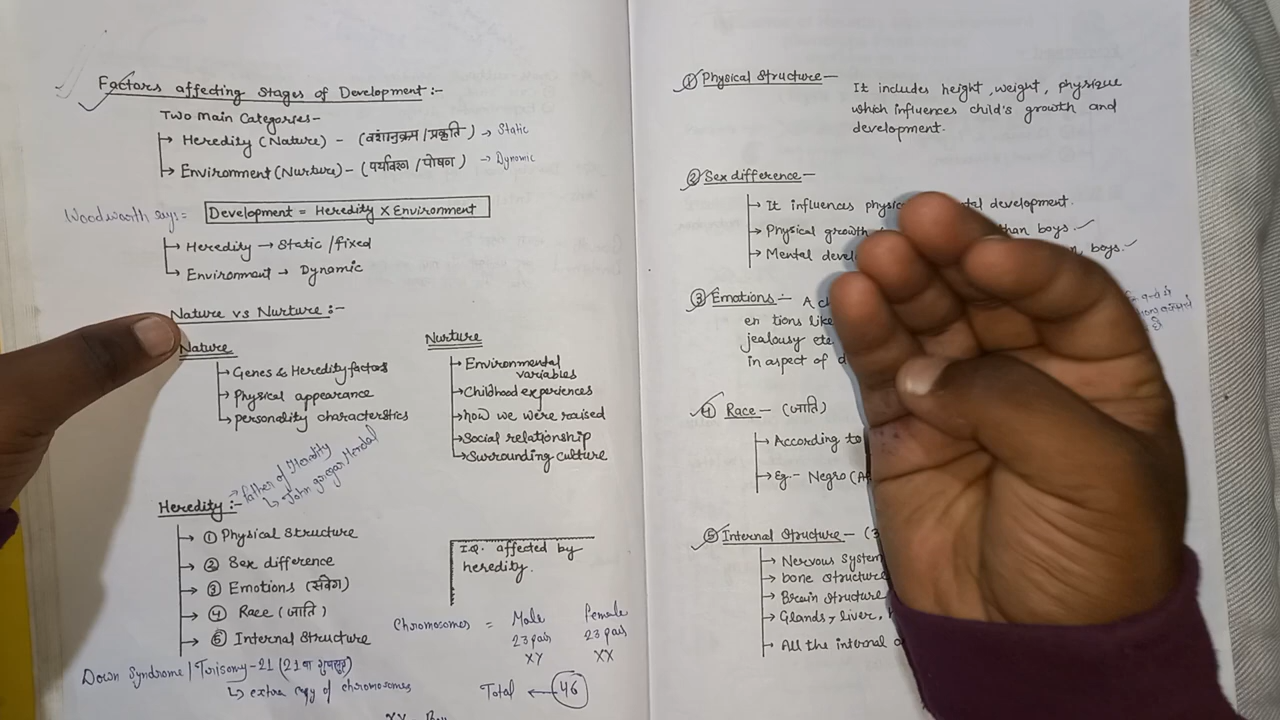 Factors affecting Stages of Development :-
Two Main Categories-
Heredity (Nature) - (वंशानुक्रम / प्रकृति) → Static
Environment (Nurture) - (पर्यावरण / पोषण) → Dynamic
Woodworth says:= Development = Heredity X Environment
Heredity → Static / fixed
Environment → Dynamic
Nature vs Nurture :-
Nature
Genes & Heredity factors
Physical appearance
personality characterstics
Nurture
Environmental
variables
Childhood experiences
how we were raised
Social relationship
Surrounding culture
Heredity :-
→ father of Heredity
↳ John gregor Mendal
① Physical Structure
② Sex difference
③ Emotions (संवेग)
④ Race (जाति)
⑤ Internal Structure
I.Q. affected by
heredity.
Chromosomes = Male Female
23 pair 23 pair
XY XX
Total ← 46
Down Syndrome / Trisomy-21 (21वा गुणसूत्र)
↳ extra copy of chromosomes
① Physical Structure — It includes height, weight, physique
which influences child's growth and
development.
② Sex difference —
It influences development.
Physical growth than boys.
Mental boys.
③ Emotions :- A
tions like
jealousy etc
in aspect of
④ Race — (जाति)
According to
Eg - Negro
⑤ Internal Structure —
Nervous System
bone structure
Brain structure
Glands, liver,
All the internal